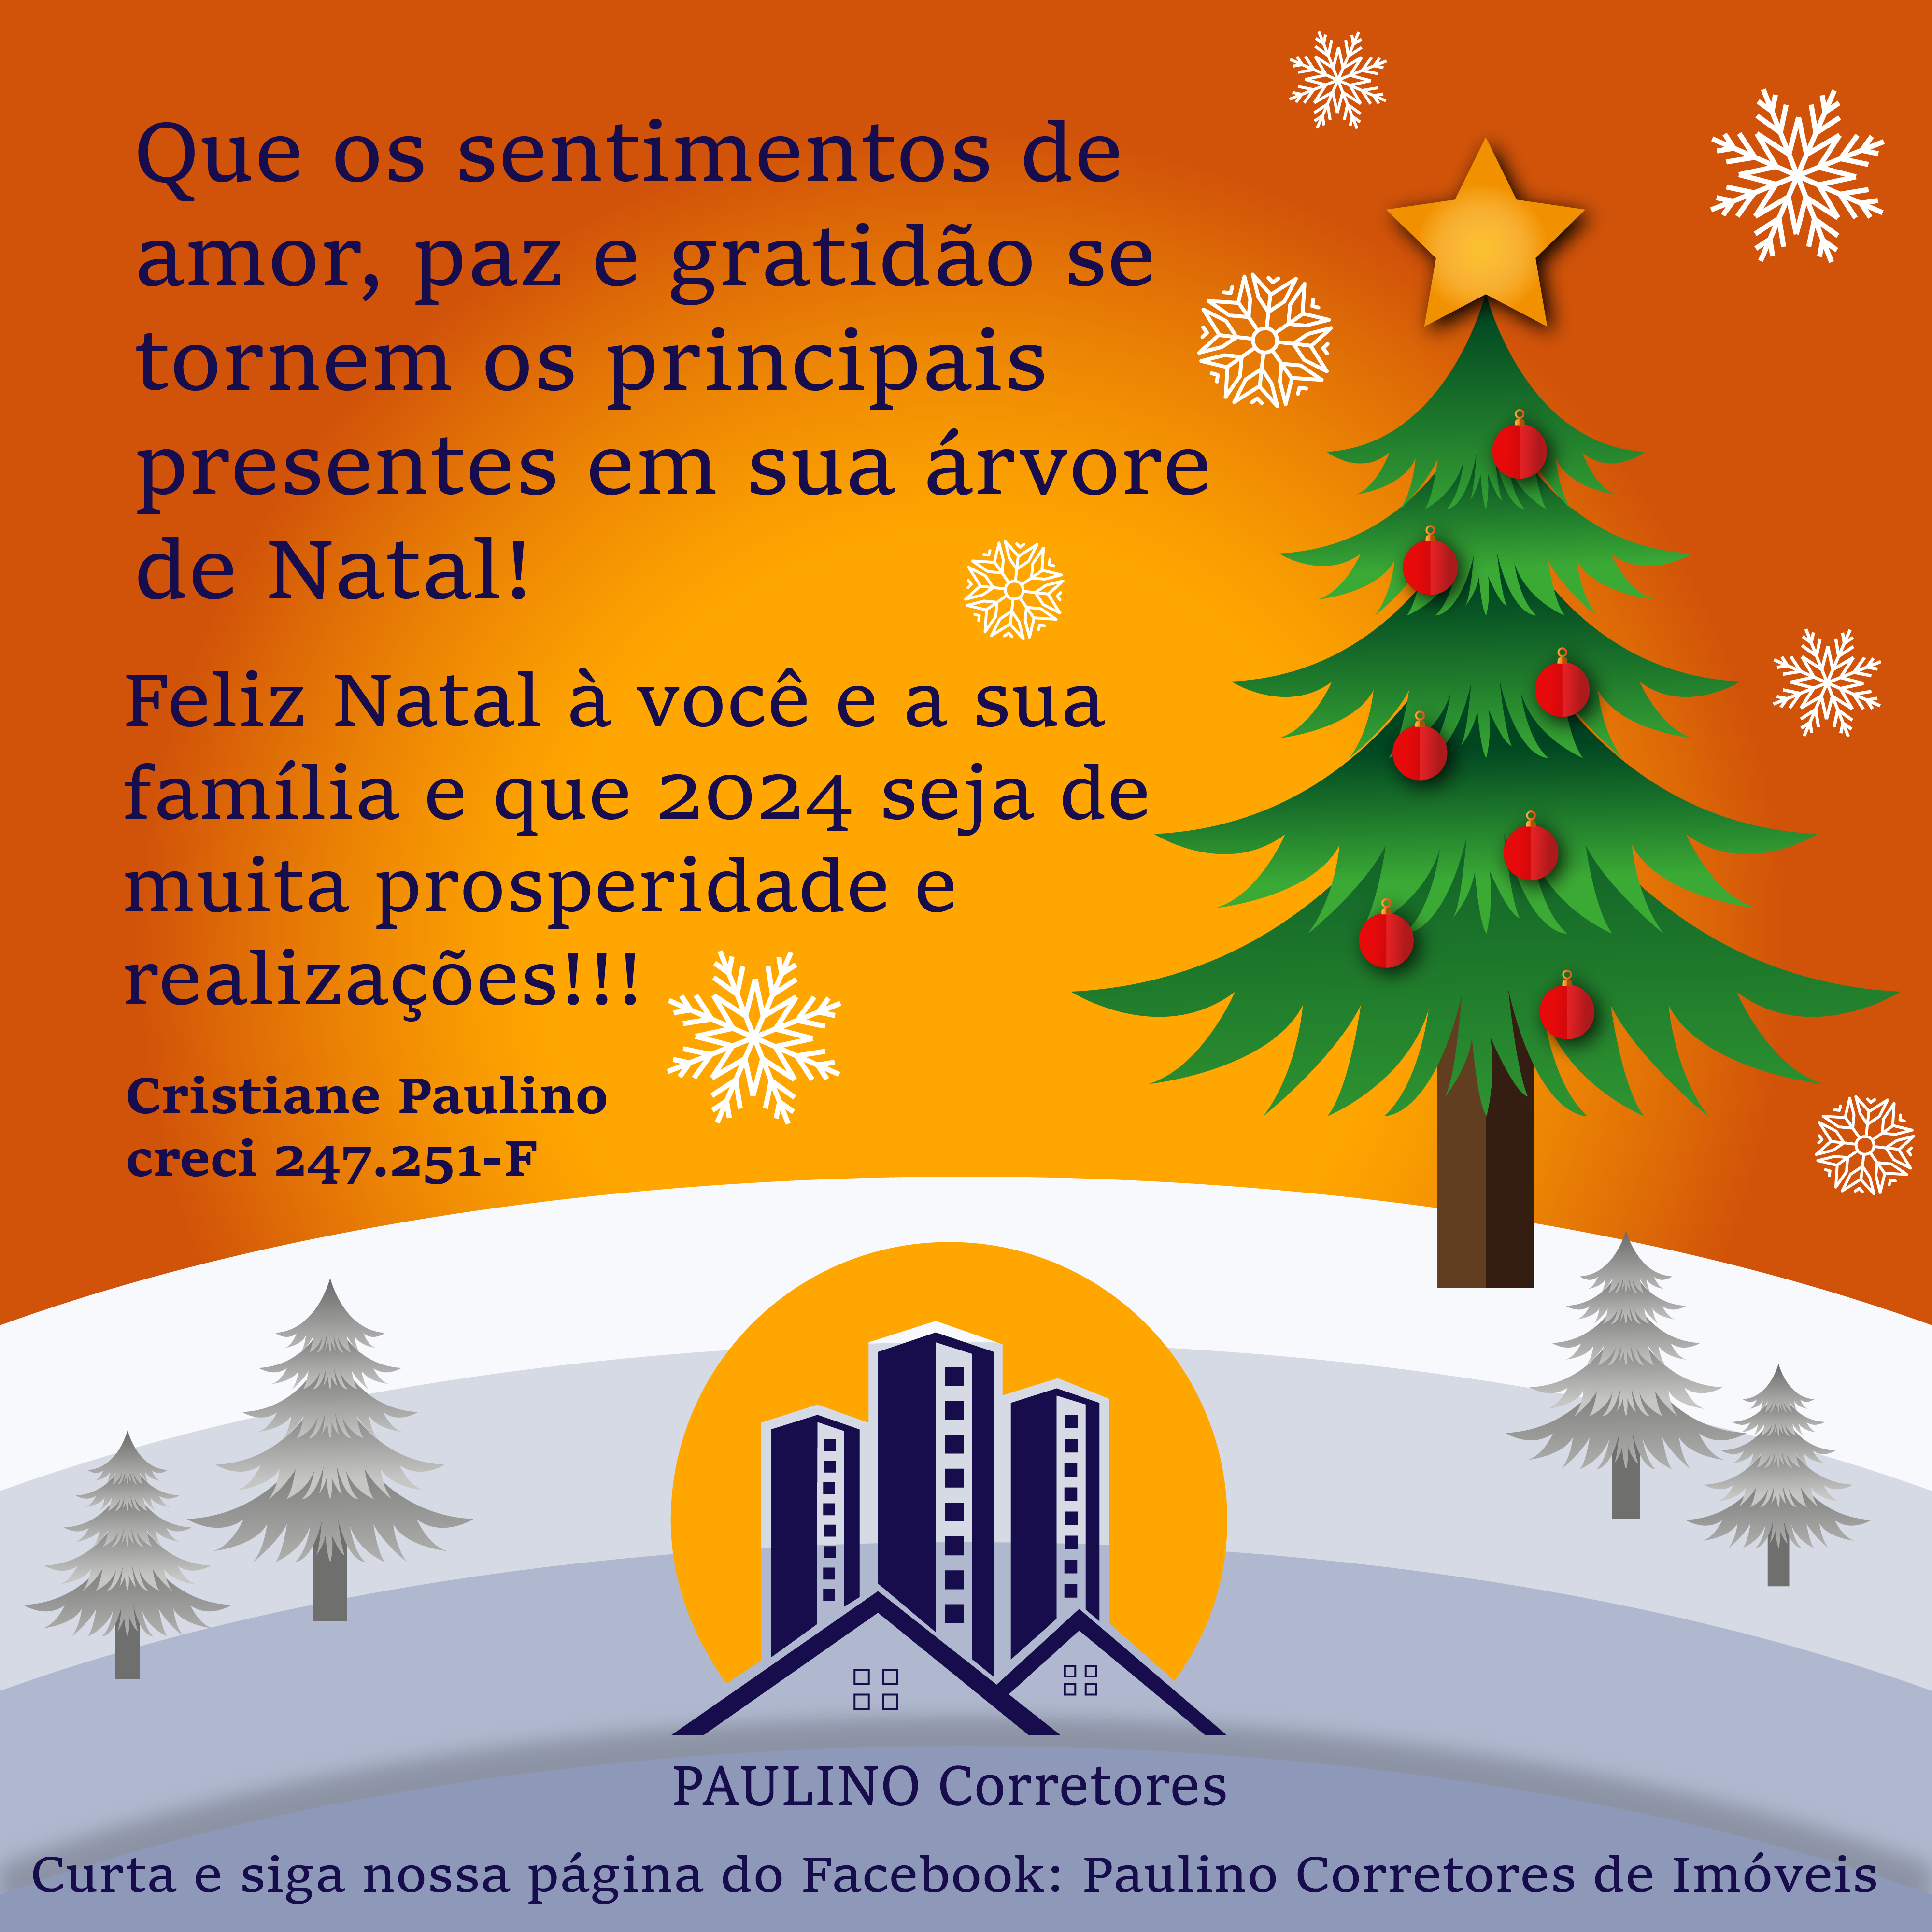 Que os sentimentos de
amor, paz e gratidão se
tornem os principais
presentes em sua árvore
de Natal!
Feliz Natal à você e a sua
família e que 2024 seja de
muita prosperidade e
realizações!!!
Cristiane Paulino
creci 247.251-F
PAULINO Corretores
Curta e siga nossa página do Facebook: Paulino Corretores de Imóveis